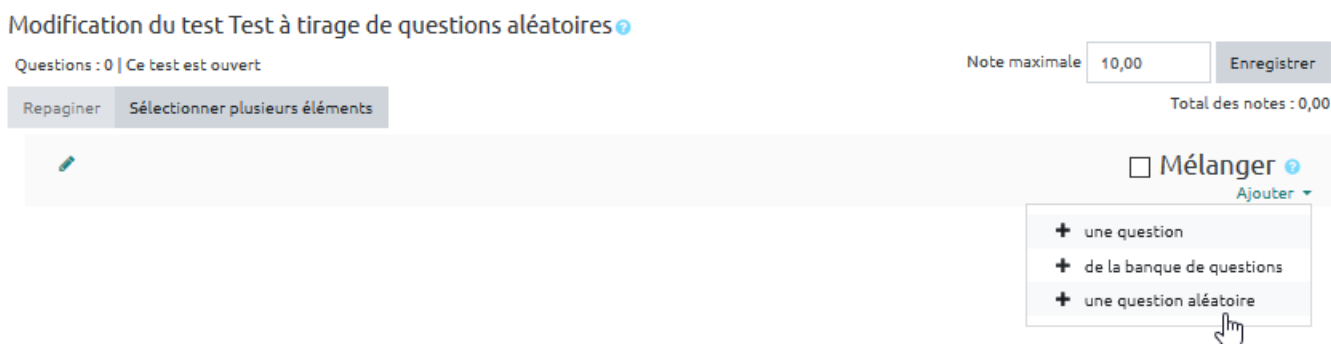 Modification du test Test à tirage de questions aléatoires
Questions : 0 | Ce test est ouvert
Note maximale 10,00 Enregistrer
Repaginer Sélectionner plusieurs éléments
Total des notes : 0,00
Mélanger
Ajouter
une question
de la banque de questions
une question aléatoire